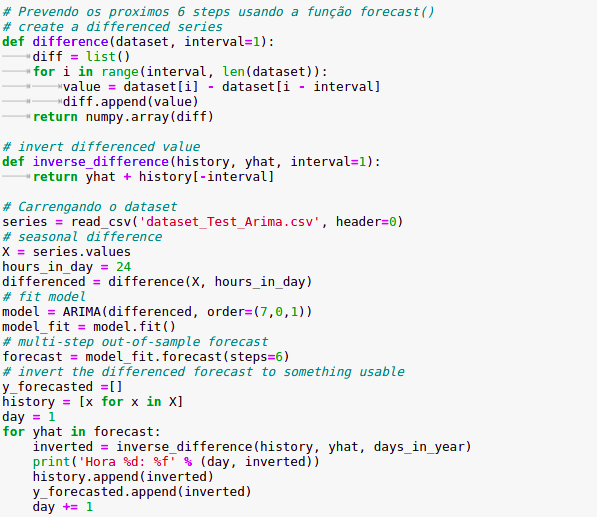 # Prevendo os proximos 6 steps usando a função forecast()
# create a differenced series
def difference(dataset, interval=1):
    diff = list()
    for i in range(interval, len(dataset)):
        value = dataset[i] - dataset[i - interval]
        diff.append(value)
    return numpy.array(diff)

# invert differenced value
def inverse_difference(history, yhat, interval=1):
    return yhat + history[-interval]

# Carrengando o dataset
series = read_csv('dataset_Test_Arima.csv', header=0)
# seasonal difference
X = series.values
hours_in_day = 24
differenced = difference(X, hours_in_day)
# fit model
model = ARIMA(differenced, order=(7,0,1))
model_fit = model.fit()
# multi-step out-of-sample forecast
forecast = model_fit.forecast(steps=6)
# invert the differenced forecast to something usable
y_forecasted =[]
history = [x for x in X]
day = 1
for yhat in forecast:
    inverted = inverse_difference(history, yhat, days_in_year)
    print('Hora %d: %f' % (day, inverted))
    history.append(inverted)
    y_forecasted.append(inverted)
    day += 1